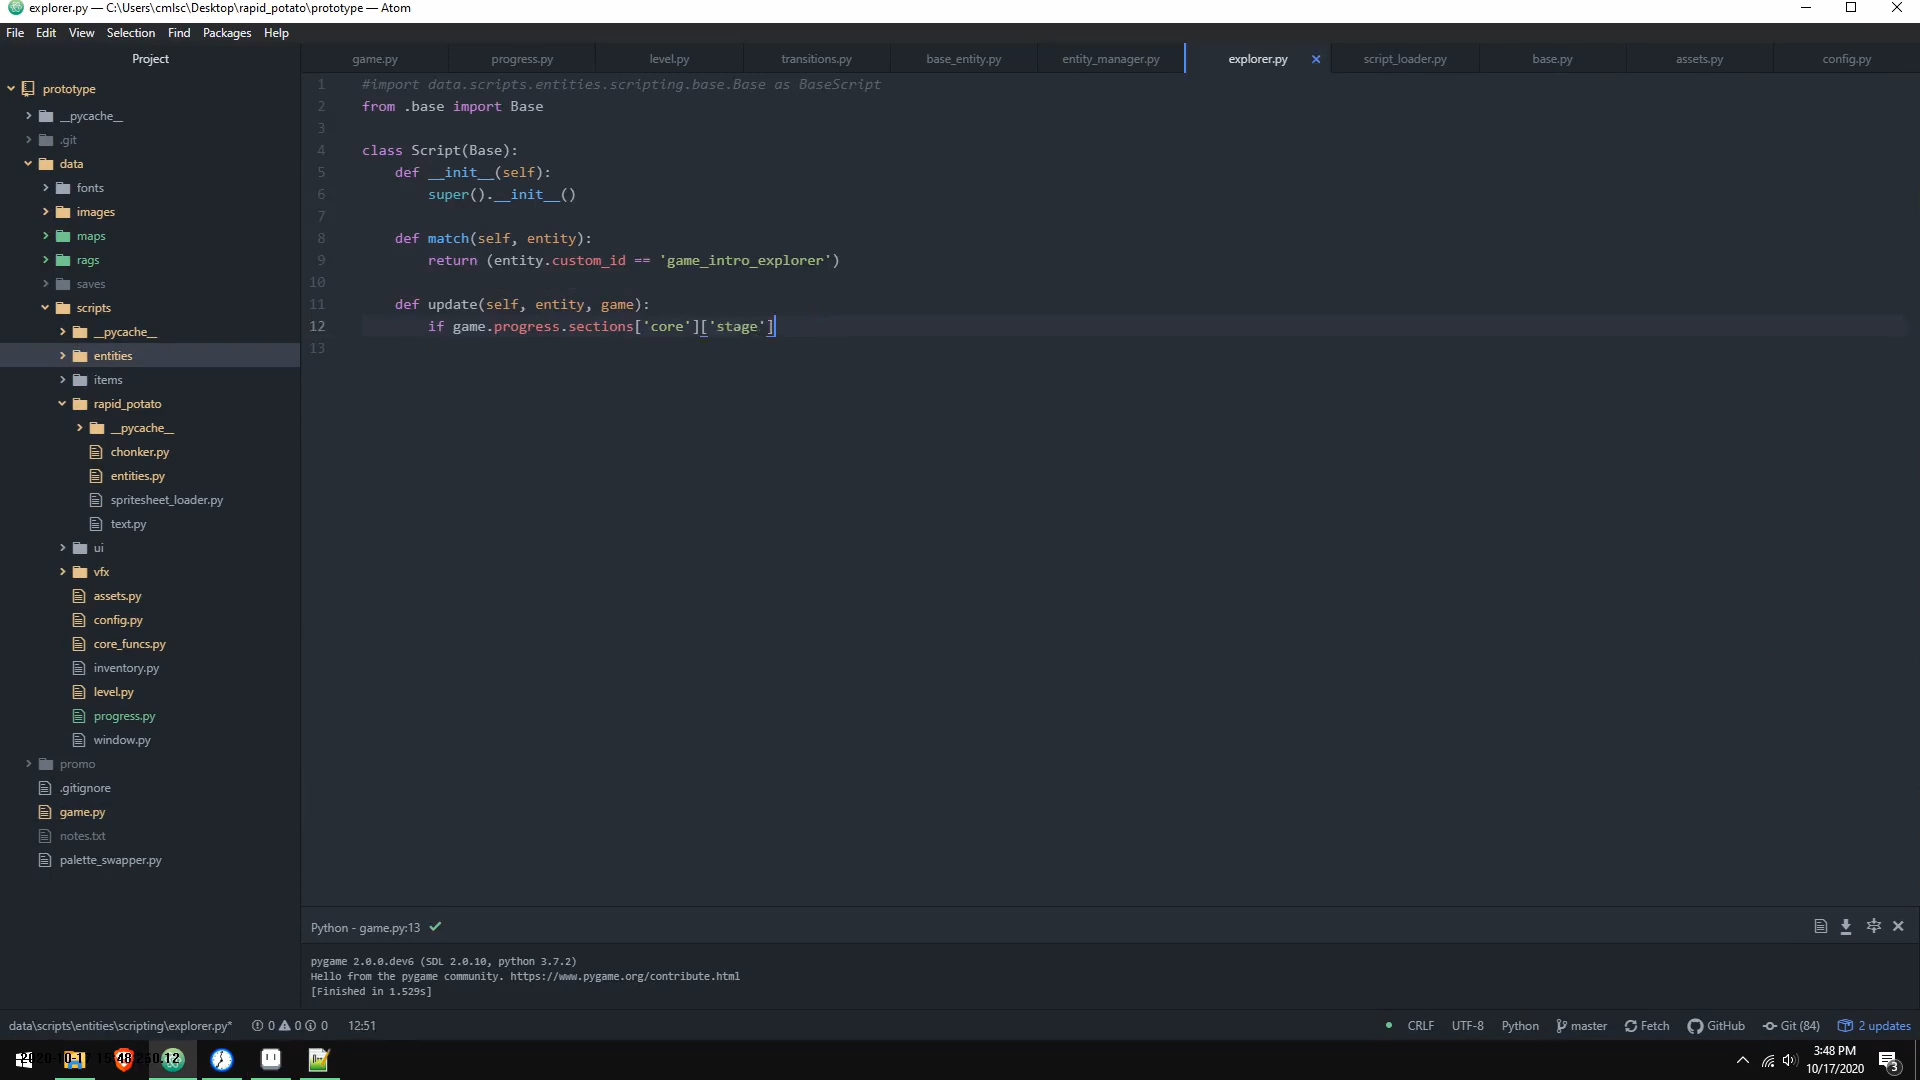 explorer.py — C:\Users\cmlsc\Desktop\rapid_potato\prototype — Atom
File Edit View Selection Find Packages Help
Project
game.py progress.py level.py transitions.py base_entity.py entity_manager.py explorer.py script_loader.py base.py assets.py config.py
prototype
__pycache__
.git
data
fonts
images
maps
rags
saves
scripts
__pycache__
entities
items
rapid_potato
__pycache__
chonker.py
entities.py
spritesheet_loader.py
text.py
ui
vfx
assets.py
config.py
core_funcs.py
inventory.py
level.py
progress.py
window.py
promo
.gitignore
game.py
notes.txt
palette_swapper.py
1 #import data.scripts.entities.scripting.base.Base as BaseScript
2 from .base import Base
3
4 class Script(Base):
5 def __init__(self):
6 super().__init__()
7
8 def match(self, entity):
9 return (entity.custom_id == 'game_intro_explorer')
10
11 def update(self, entity, game):
12 if game.progress.sections['core']['stage']
13
Python - game.py:13
pygame 2.0.0.dev6 (SDL 2.0.10, python 3.7.2)
Hello from the pygame community. https://www.pygame.org/contribute.html
[Finished in 1.529s]
data\scripts\entities\scripting\explorer.py* 0 0 0 12:51
CRLF UTF-8 Python master Fetch GitHub Git (84) 2 updates
3:48 PM
10/17/2020
3